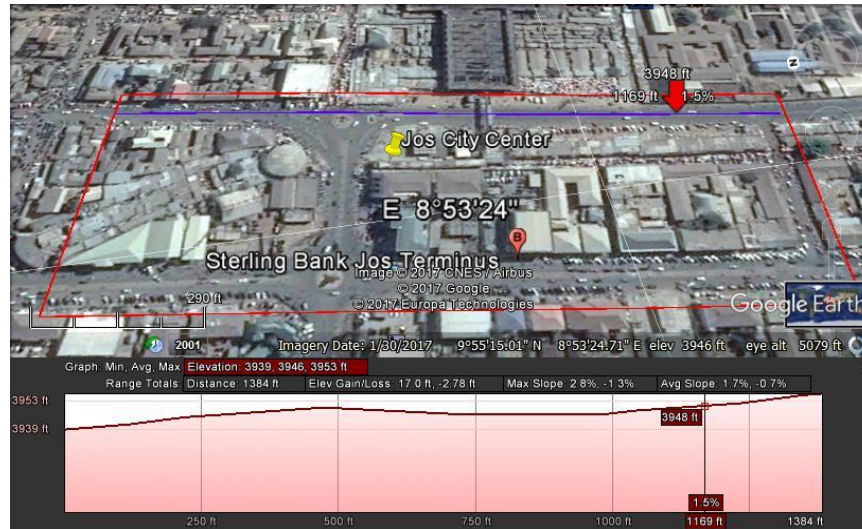 3948 ft
1169 ft 1.5%
Jos City Center
E 8°53'24"
B
Sterling Bank Jos Terminus
Image © 2017 CNES / Airbus
© 2017 Google
© 2017 Europa Technologies
Google Earth
290 ft
2001 Imagery Date: 1/30/2017 9°55'15.01" N 8°53'24.71" E elev 3946 ft eye alt 5079 ft
Graph: Min, Avg, Max Elevation: 3939, 3946, 3953 ft
Range Totals: Distance: 1384 ft Elev Gain/Loss: 17.0 ft, -2.78 ft Max Slope: 2.8%, -1.3% Avg Slope: 1.7%, -0.7%
3953 ft
3939 ft
3948 ft
1.5%
250 ft 500 ft 750 ft 1000 ft 1169 ft 1384 ft